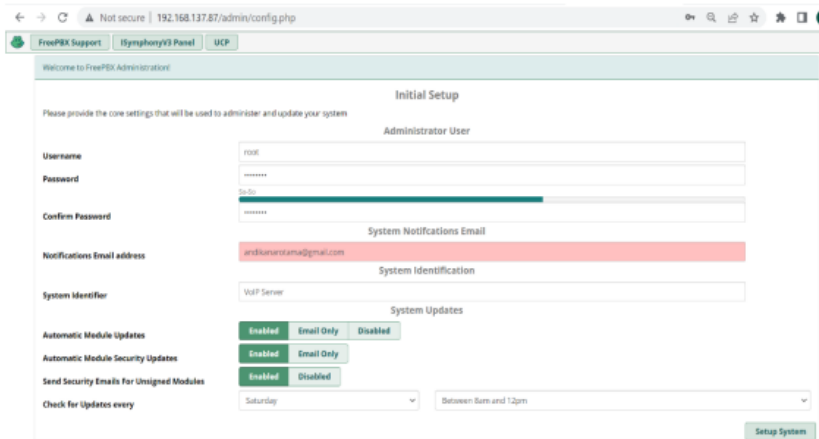 Not secure | 192.168.137.87/admin/config.php
FreePBX Support ISymphonyV3 Panel UCP
Welcome to FreePBX Administration!
Initial Setup
Please provide the core settings that will be used to administer and update your system
Administrator User
Username root
Password ••••••••
So-So
Confirm Password ••••••••
System Notifcations Email
Notifications Email address @gmail.com
System Identification
System Identifier VoIP Server
System Updates
Automatic Module Updates Enabled Email Only Disabled
Automatic Module Security Updates Enabled Email Only
Send Security Emails For Unsigned Modules Enabled Disabled
Check for Updates every Saturday Between 8am and 12pm
Setup System